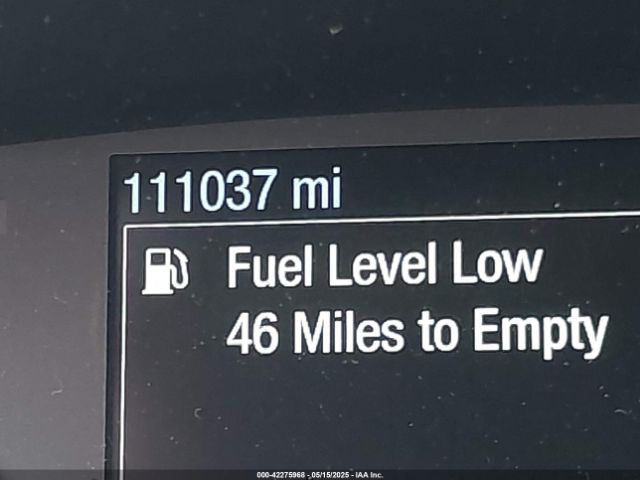 111037 mi
Fuel Level Low
46 Miles to Empty
000-42275968 - 05/15/2025 - IAA Inc.